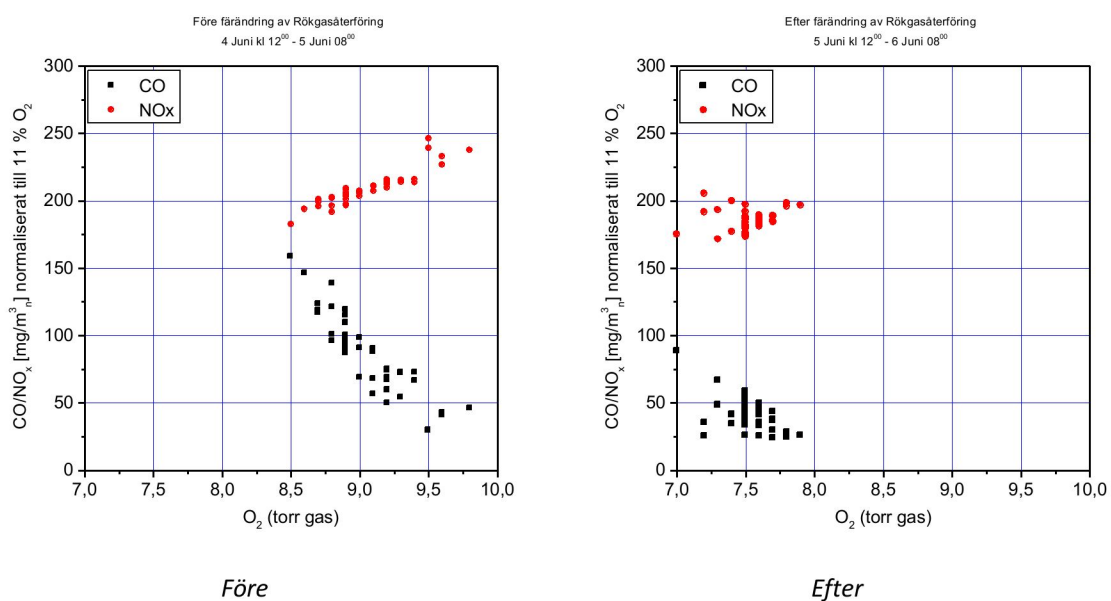 Före färändring av Rökgasåterföring
4 Juni kl 12⁰⁰ - 5 Juni 08⁰⁰
CO/NOₓ [mg/m³ₙ] normaliserat till 11 % O₂
300
250
200
150
100
50
0
CO
NOx
7,0 7,5 8,0 8,5 9,0 9,5 10,0
O₂ (torr gas)
Före
Efter färändring av Rökgasåterföring
5 Juni kl 12⁰⁰ - 6 Juni 08⁰⁰
CO/NOₓ [mg/m³ₙ] normaliserat till 11 % O₂
300
250
200
150
100
50
0
CO
NOx
7,0 7,5 8,0 8,5 9,0 9,5 10,0
O₂ (torr gas)
Efter